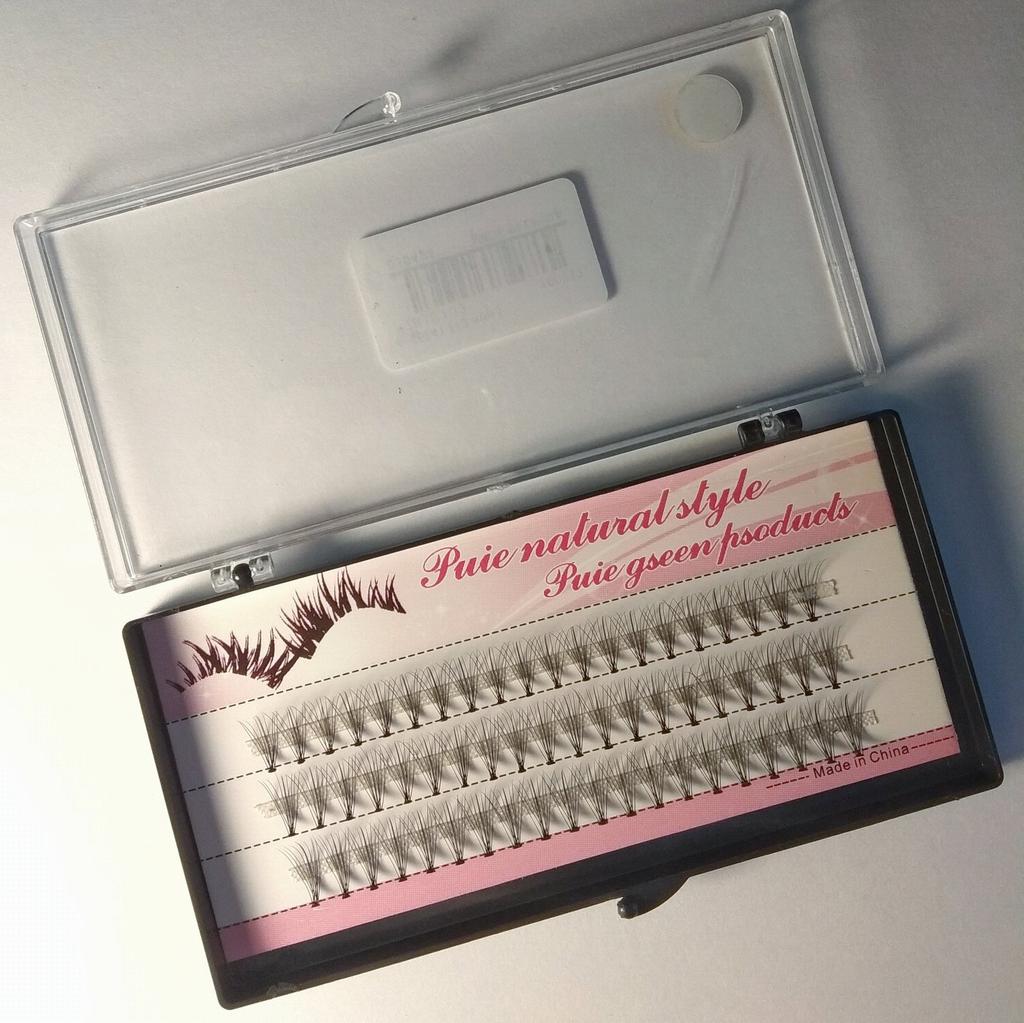 Puie natural style
Puie gseen psoducts
Made in China